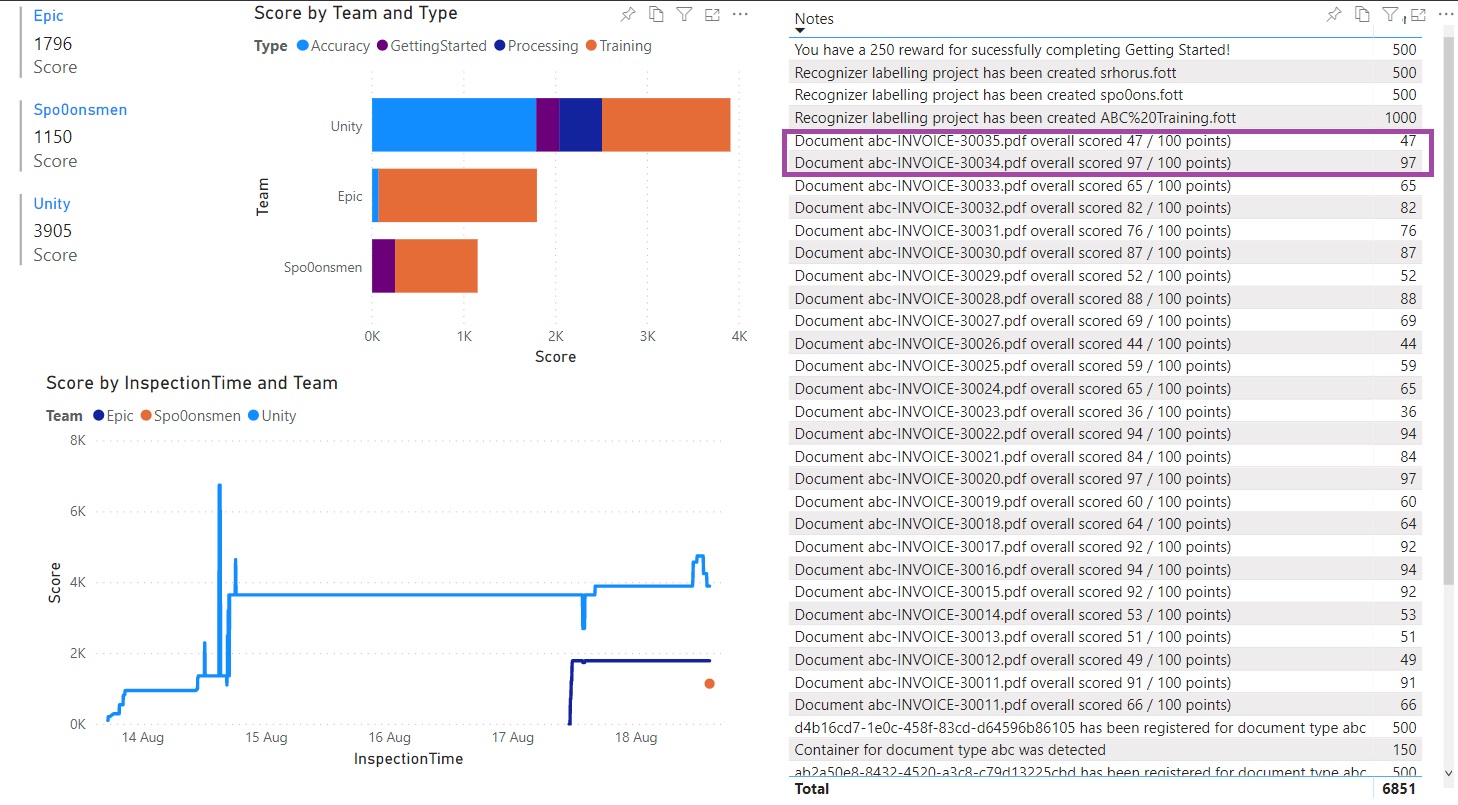 Epic
1796
Score
Spo0onsmen
1150
Score
Unity
3905
Score
Score by Team and Type
Type Accuracy GettingStarted Processing Training
Team
Unity
Epic
Spo0onsmen
0K 1K 2K 3K 4K
Score
Score by InspectionTime and Team
Team Epic Spo0onsmen Unity
Score
8K
6K
4K
2K
0K
14 Aug 15 Aug 16 Aug 17 Aug 18 Aug
InspectionTime
Notes
You have a 250 reward for sucessfully completing Getting Started! 500
Recognizer labelling project has been created srhorus.fott 500
Recognizer labelling project has been created spo0ons.fott 500
Recognizer labelling project has been created ABC%20Training.fott 1000
Document abc-INVOICE-30035.pdf overall scored 47 / 100 points) 47
Document abc-INVOICE-30034.pdf overall scored 97 / 100 points) 97
Document abc-INVOICE-30033.pdf overall scored 65 / 100 points) 65
Document abc-INVOICE-30032.pdf overall scored 82 / 100 points) 82
Document abc-INVOICE-30031.pdf overall scored 76 / 100 points) 76
Document abc-INVOICE-30030.pdf overall scored 87 / 100 points) 87
Document abc-INVOICE-30029.pdf overall scored 52 / 100 points) 52
Document abc-INVOICE-30028.pdf overall scored 88 / 100 points) 88
Document abc-INVOICE-30027.pdf overall scored 69 / 100 points) 69
Document abc-INVOICE-30026.pdf overall scored 44 / 100 points) 44
Document abc-INVOICE-30025.pdf overall scored 59 / 100 points) 59
Document abc-INVOICE-30024.pdf overall scored 65 / 100 points) 65
Document abc-INVOICE-30023.pdf overall scored 36 / 100 points) 36
Document abc-INVOICE-30022.pdf overall scored 94 / 100 points) 94
Document abc-INVOICE-30021.pdf overall scored 84 / 100 points) 84
Document abc-INVOICE-30020.pdf overall scored 97 / 100 points) 97
Document abc-INVOICE-30019.pdf overall scored 60 / 100 points) 60
Document abc-INVOICE-30018.pdf overall scored 64 / 100 points) 64
Document abc-INVOICE-30017.pdf overall scored 92 / 100 points) 92
Document abc-INVOICE-30016.pdf overall scored 94 / 100 points) 94
Document abc-INVOICE-30015.pdf overall scored 92 / 100 points) 92
Document abc-INVOICE-30014.pdf overall scored 53 / 100 points) 53
Document abc-INVOICE-30013.pdf overall scored 51 / 100 points) 51
Document abc-INVOICE-30012.pdf overall scored 49 / 100 points) 49
Document abc-INVOICE-30011.pdf overall scored 91 / 100 points) 91
Document abc-INVOICE-30011.pdf overall scored 66 / 100 points) 66
d4b16cd7-1e0c-458f-83cd-d64596b86105 has been registered for document type abc 500
Container for document type abc was detected 150
ab2a50e8-8432-4520-a3c8-c79d13225cbd has been registered for document type abc 500
Total 6851